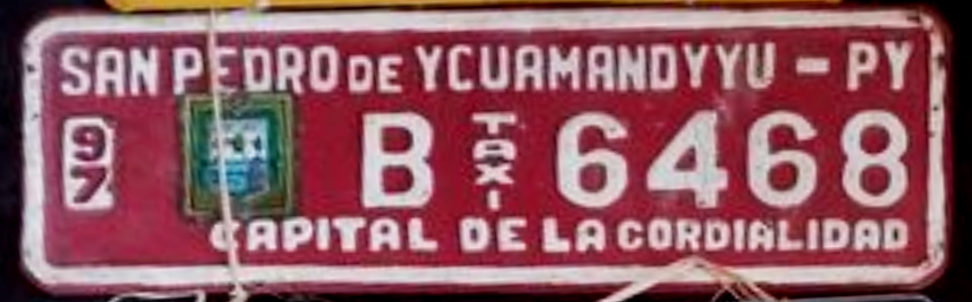 SAN PEDRO DE YCUAMANDYYU - PY
97 B TAXI 6468
CAPITAL DE LA CORDIALIDAD